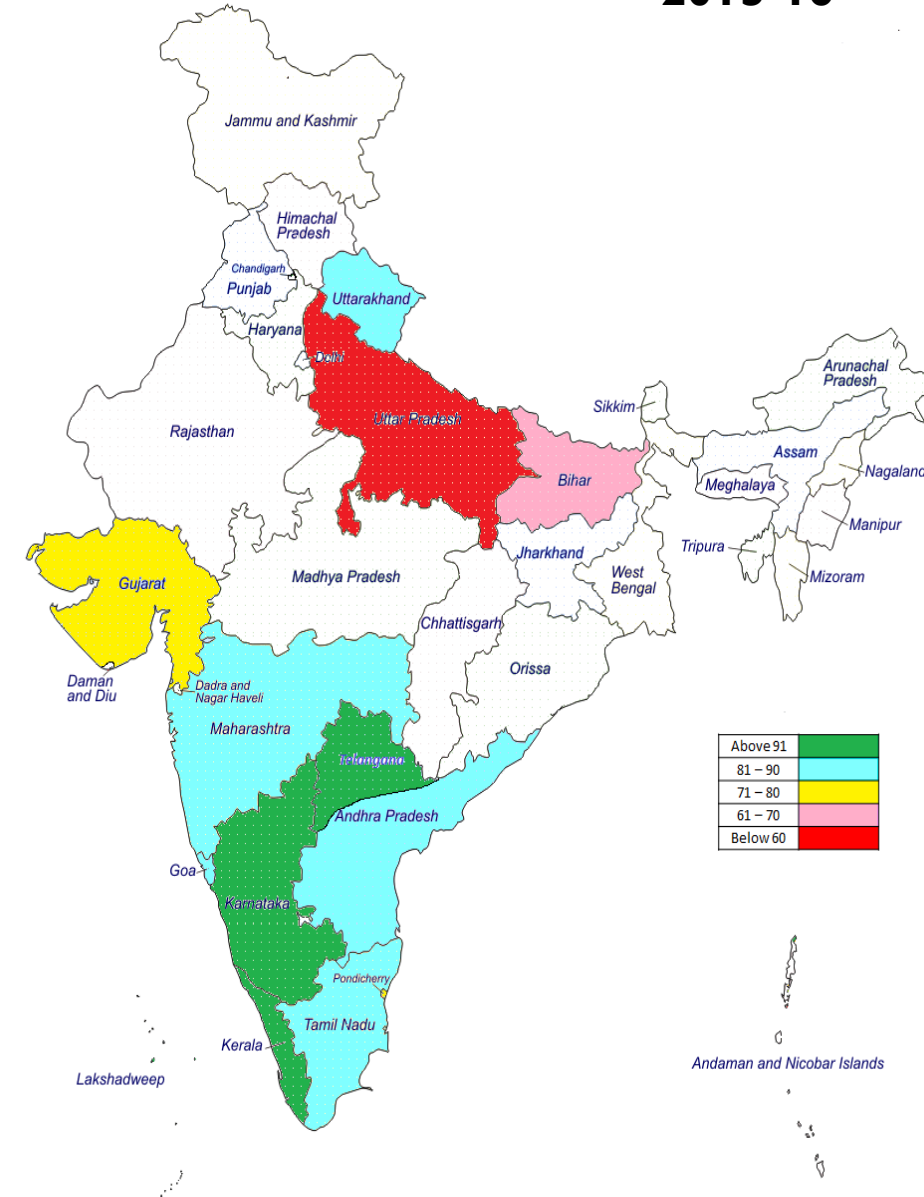 Jammu and Kashmir
Himachal
Pradesh
Chandigarh
Punjab
Uttarakhand
Haryana
Delhi
Arunachal
Pradesh
Sikkim
Uttar Pradesh
Rajasthan
Assam
Nagaland
Bihar
Meghalaya
Manipur
Tripura
Jharkhand
Mizoram
Gujarat
Madhya Pradesh
West
Bengal
Chhattisgarh
Orissa
Daman
and Diu
Dadra and
Nagar Haveli
Maharashtra
Telangana
Above 91
81 – 90
71 – 80
61 – 70
Below 60
Andhra Pradesh
Goa
Karnataka
Pondicherry
Tamil Nadu
Kerala
Lakshadweep
Andaman and Nicobar Islands